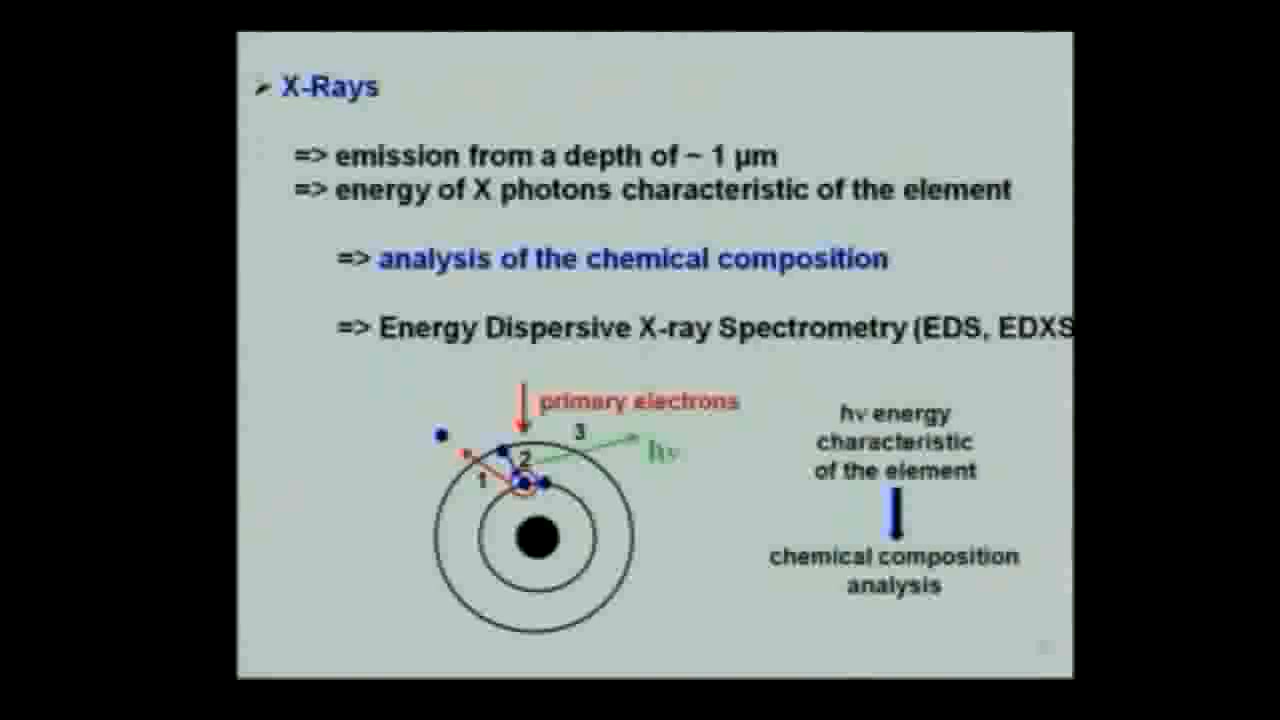 ➢ X-Rays
=> emission from a depth of ~ 1 µm
=> energy of X photons characteristic of the element
=> analysis of the chemical composition
=> Energy Dispersive X-ray Spectrometry (EDS, EDXS
primary electrons
3
hν
2
1
hν energy
characteristic
of the element
chemical composition
analysis